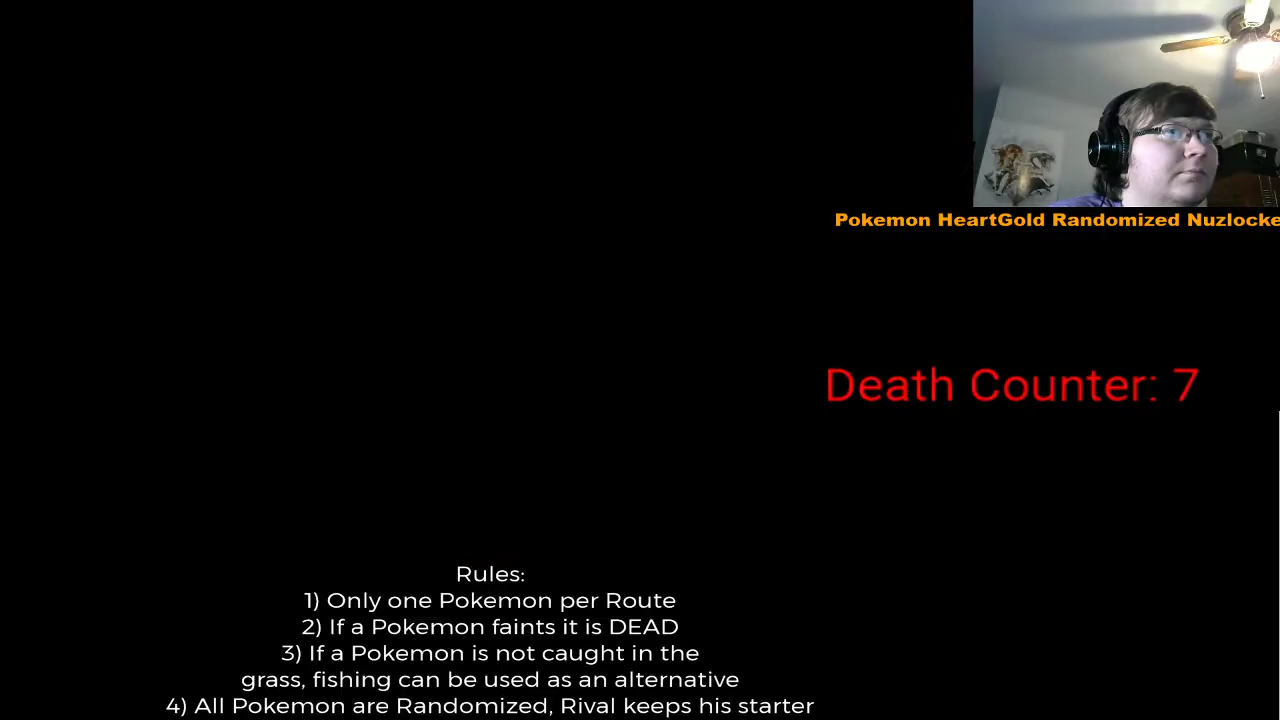 Pokemon HeartGold Randomized Nuzlocke
Death Counter: 7
Rules:
1) Only one Pokemon per Route
2) If a Pokemon faints it is DEAD
3) If a Pokemon is not caught in the
grass, fishing can be used as an alternative
4) All Pokemon are Randomized, Rival keeps his starter